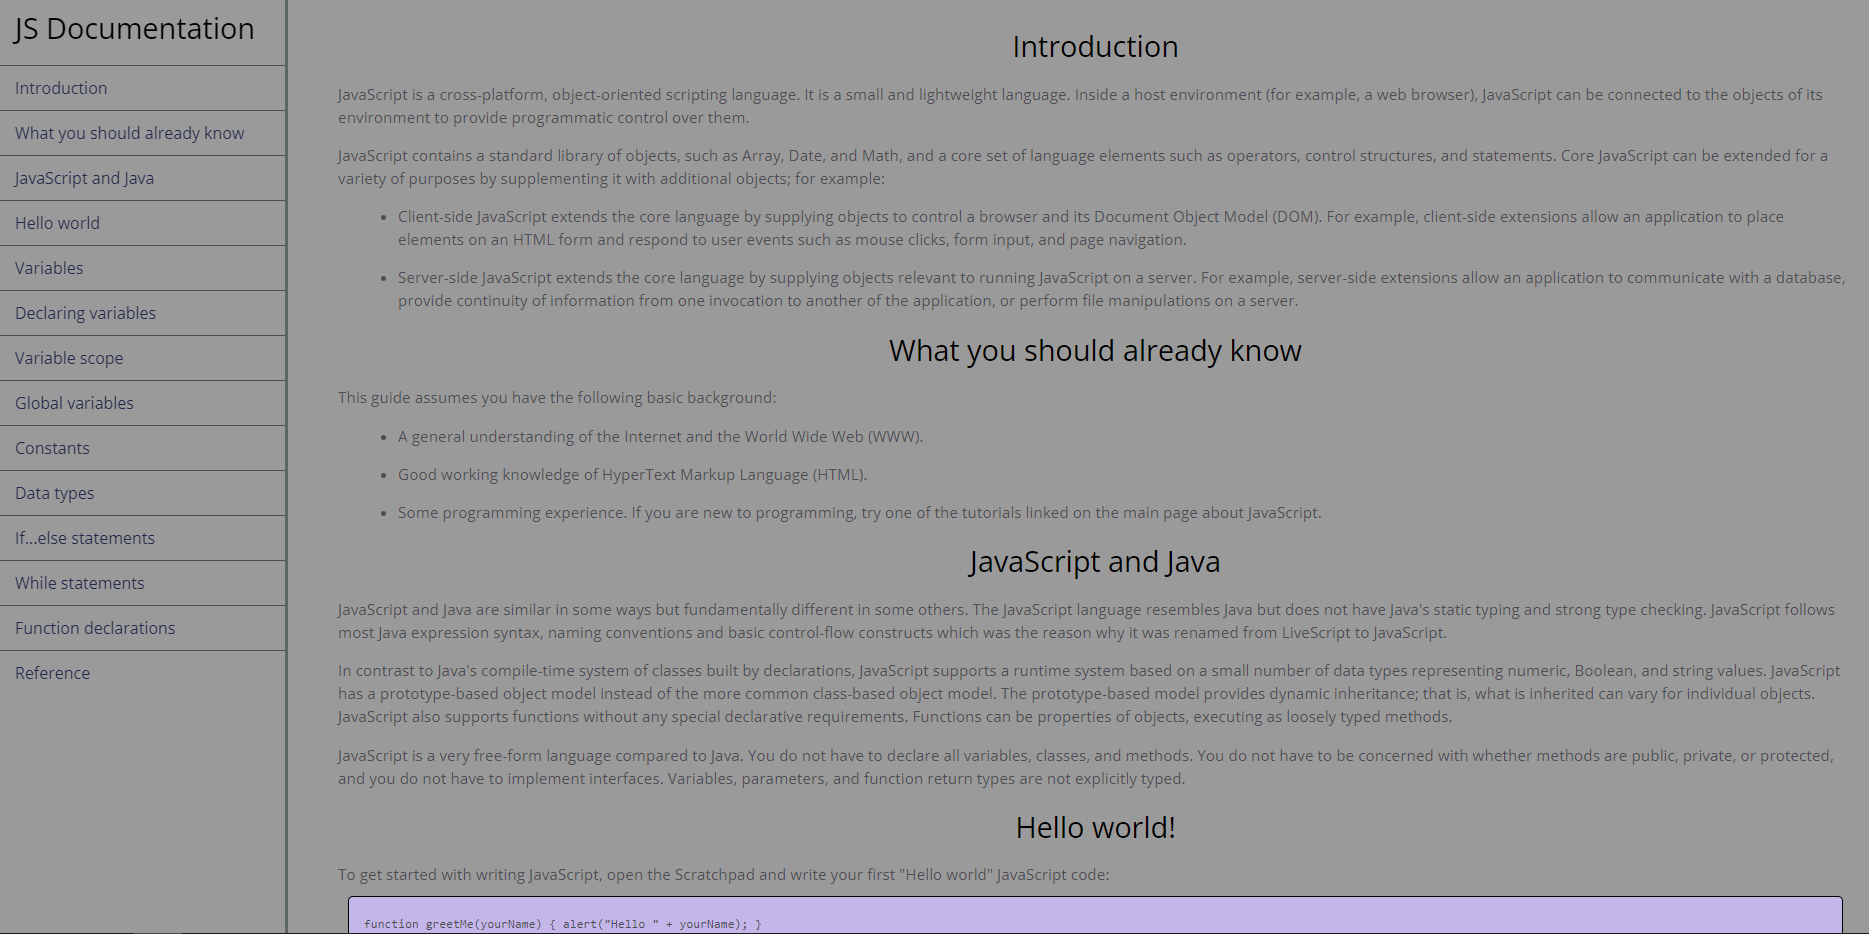 JS Documentation
Introduction
What you should already know
JavaScript and Java
Hello world
Variables
Declaring variables
Variable scope
Global variables
Constants
Data types
If...else statements
While statements
Function declarations
Reference
Introduction
JavaScript is a cross-platform, object-oriented scripting language. It is a small and lightweight language. Inside a host environment (for example, a web browser), JavaScript can be connected to the objects of its
environment to provide programmatic control over them.
JavaScript contains a standard library of objects, such as Array, Date, and Math, and a core set of language elements such as operators, control structures, and statements. Core JavaScript can be extended for a
variety of purposes by supplementing it with additional objects; for example:
• Client-side JavaScript extends the core language by supplying objects to control a browser and its Document Object Model (DOM). For example, client-side extensions allow an application to place
elements on an HTML form and respond to user events such as mouse clicks, form input, and page navigation.
• Server-side JavaScript extends the core language by supplying objects relevant to running JavaScript on a server. For example, server-side extensions allow an application to communicate with a database,
provide continuity of information from one invocation to another of the application, or perform file manipulations on a server.
What you should already know
This guide assumes you have the following basic background:
• A general understanding of the Internet and the World Wide Web (WWW).
• Good working knowledge of HyperText Markup Language (HTML).
• Some programming experience. If you are new to programming, try one of the tutorials linked on the main page about JavaScript.
JavaScript and Java
JavaScript and Java are similar in some ways but fundamentally different in some others. The JavaScript language resembles Java but does not have Java's static typing and strong type checking. JavaScript follows
most Java expression syntax, naming conventions and basic control-flow constructs which was the reason why it was renamed from LiveScript to JavaScript.
In contrast to Java's compile-time system of classes built by declarations, JavaScript supports a runtime system based on a small number of data types representing numeric, Boolean, and string values. JavaScript
has a prototype-based object model instead of the more common class-based object model. The prototype-based model provides dynamic inheritance; that is, what is inherited can vary for individual objects.
JavaScript also supports functions without any special declarative requirements. Functions can be properties of objects, executing as loosely typed methods.
JavaScript is a very free-form language compared to Java. You do not have to declare all variables, classes, and methods. You do not have to be concerned with whether methods are public, private, or protected,
and you do not have to implement interfaces. Variables, parameters, and function return types are not explicitly typed.
Hello world!
To get started with writing JavaScript, open the Scratchpad and write your first "Hello world" JavaScript code:
function greetMe(yourName) { alert("Hello " + yourName); }